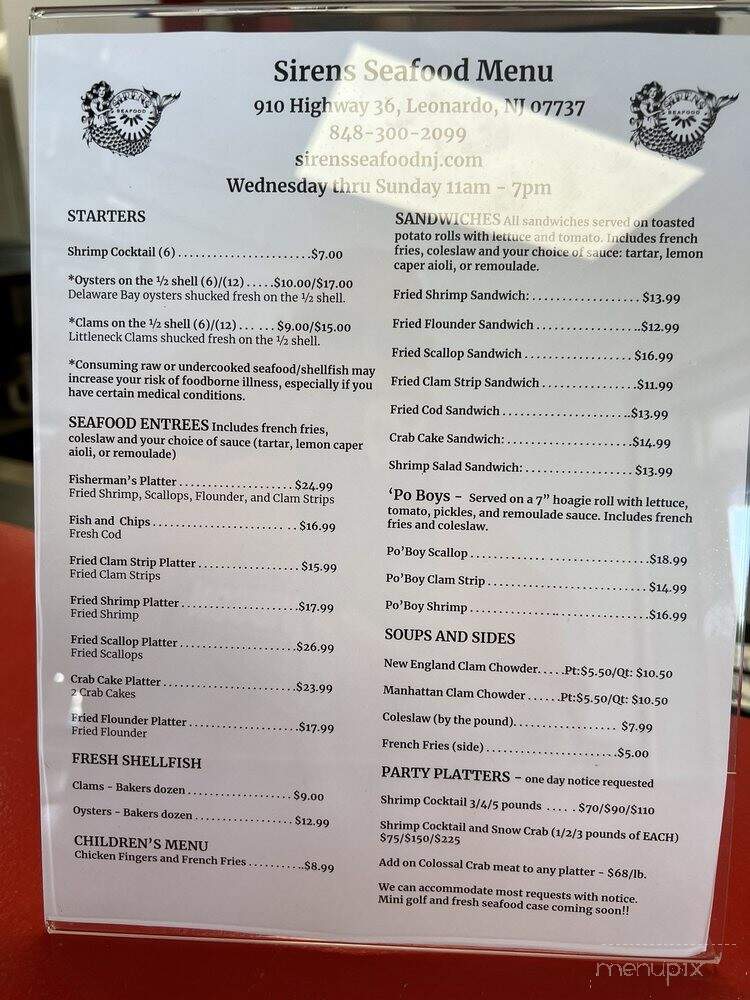 Sirens Seafood Menu
910 Highway 36, Leonardo, NJ 07737
848-300-2099
sirensseafoodnj.com
Wednesday thru Sunday 11am - 7pm
SIRENS
SEAFOOD
SIRENS
SEAFOOD
STARTERS
Shrimp Cocktail (6) . . . . . . . . . . . . . . . . . . . . . . .$7.00
*Oysters on the ½ shell (6)/(12) . . . . .$10.00/$17.00
Delaware Bay oysters shucked fresh on the ½ shell.
*Clams on the ½ shell (6)/(12) . . . . . . $9.00/$15.00
Littleneck Clams shucked fresh on the ½ shell.
*Consuming raw or undercooked seafood/shellfish may
increase your risk of foodborne illness, especially if you
have certain medical conditions.
SEAFOOD ENTREES Includes french fries,
coleslaw and your choice of sauce (tartar, lemon caper
aioli, or remoulade)
Fisherman's Platter . . . . . . . . . . . . . . . . . . . . $24.99
Fried Shrimp, Scallops, Flounder, and Clam Strips
Fish and Chips . . . . . . . . . . . . . . . . . . . . . . . . . $16.99
Fresh Cod
Fried Clam Strip Platter . . . . . . . . . . . . . . . . . . $15.99
Fried Clam Strips
Fried Shrimp Platter . . . . . . . . . . . . . . . . . . . . .$17.99
Fried Shrimp
Fried Scallop Platter . . . . . . . . . . . . . . . . . . . . .$26.99
Fried Scallops
Crab Cake Platter . . . . . . . . . . . . . . . . . . . . . . .$23.99
2 Crab Cakes
Fried Flounder Platter . . . . . . . . . . . . . . . . . . .$17.99
Fried Flounder
FRESH SHELLFISH
Clams - Bakers dozen . . . . . . . . . . . . . . . . . . $9.00
Oysters - Bakers dozen . . . . . . . . . . . . . . . . . $12.99
CHILDREN'S MENU
Chicken Fingers and French Fries . . . . . . . . . .$8.99
SANDWICHES All sandwiches served on toasted
potato rolls with lettuce and tomato. Includes french
fries, coleslaw and your choice of sauce: tartar, lemon
caper aioli, or remoulade.
Fried Shrimp Sandwich: . . . . . . . . . . . . . . . . . . . $13.99
Fried Flounder Sandwich . . . . . . . . . . . . . . . . . ..$12.99
Fried Scallop Sandwich . . . . . . . . . . . . . . . . . . . $16.99
Fried Clam Strip Sandwich . . . . . . . . . . . . . . . . .$11.99
Fried Cod Sandwich . . . . . . . . . . . . . . . . . . . . . ..$13.99
Crab Cake Sandwich: . . . . . . . . . . . . . . . . . . . . . $14.99
Shrimp Salad Sandwich: . . . . . . . . . . . . . . . . . . . $13.99
'Po Boys - Served on a 7” hoagie roll with lettuce,
tomato, pickles, and remoulade sauce. Includes french
fries and coleslaw.
Po'Boy Scallop . . . . . . . . . . . . . . . . . . . . . . . . . . . . . .$18.99
Po'Boy Clam Strip . . . . . . . . . . . . . . . . . . . . . . . . . . . $14.99
Po'Boy Shrimp . . . . . . . . . . . . . . . . . . . . . . . . . . . . . .$16.99
SOUPS AND SIDES
New England Clam Chowder. . . . .Pt:$5.50/Qt: $10.50
Manhattan Clam Chowder . . . . .Pt:$5.50/Qt: $10.50
Coleslaw (by the pound). . . . . . . . . . . . . . . . . . $7.99
French Fries (side) . . . . . . . . . . . . . . . . . . . . . . .$5.00
PARTY PLATTERS - one day notice requested
Shrimp Cocktail 3/4/5 pounds . . . . . $70/$90/$110
Shrimp Cocktail and Snow Crab (1/2/3 pounds of EACH)
$75/$150/$225
Add on Colossal Crab meat to any platter - $68/lb.
We can accommodate most requests with notice.
Mini golf and fresh seafood case coming soon!!
menupix